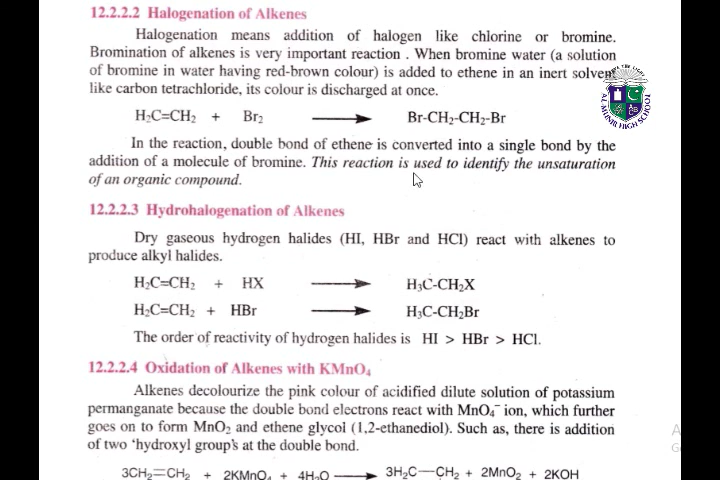 12.2.2.2 Halogenation of Alkenes
Halogenation means addition of halogen like chlorine or bromine.
Bromination of alkenes is very important reaction . When bromine water (a solution
of bromine in water having red-brown colour) is added to ethene in an inert solvent
like carbon tetrachloride, its colour is discharged at once.
H₂C=CH₂ + Br₂ ⟶ Br-CH₂-CH₂-Br
In the reaction, double bond of ethene is converted into a single bond by the
addition of a molecule of bromine. This reaction is used to identify the unsaturation
of an organic compound.
12.2.2.3 Hydrohalogenation of Alkenes
Dry gaseous hydrogen halides (HI, HBr and HCl) react with alkenes to
produce alkyl halides.
H₂C=CH₂ + HX ⟶ H₃C-CH₂X
H₂C=CH₂ + HBr ⟶ H₃C-CH₂Br
The order of reactivity of hydrogen halides is HI > HBr > HCl.
12.2.2.4 Oxidation of Alkenes with KMnO₄
Alkenes decolourize the pink colour of acidified dilute solution of potassium
permanganate because the double bond electrons react with MnO₄⁻ ion, which further
goes on to form MnO₂ and ethene glycol (1,2-ethanediol). Such as, there is addition
of two 'hydroxyl group's at the double bond.
3CH₂=CH₂ + 2KMnO₄ + 4H₂O ⟶ 3H₂C—CH₂ + 2MnO₂ + 2KOH
AL MUNIR HIGH SCHOOL